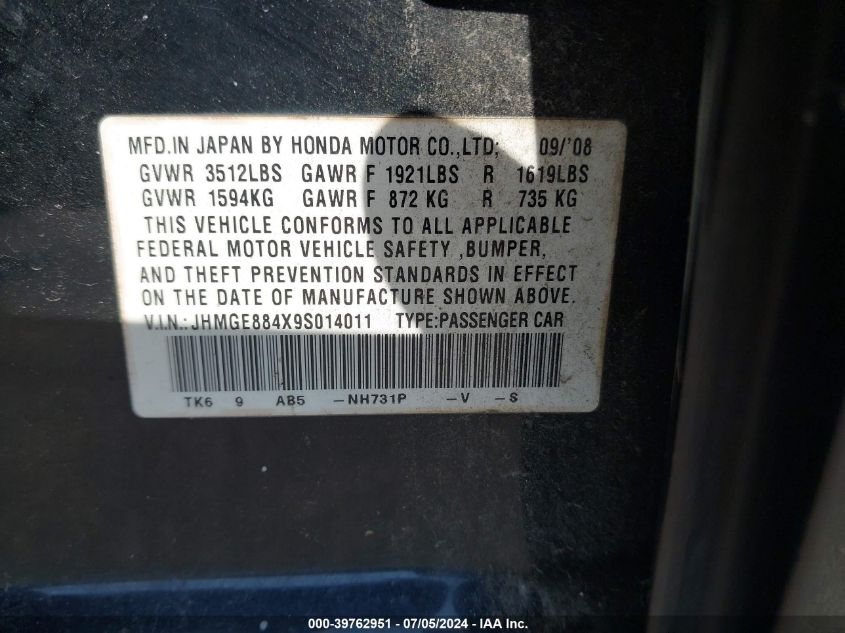 MFD.IN JAPAN BY HONDA MOTOR CO.,LTD; 09/'08
GVWR 3512LBS GAWR F 1921LBS R 1619LBS
GVWR 1594KG GAWR F 872 KG R 735 KG
THIS VEHICLE CONFORMS TO ALL APPLICABLE
FEDERAL MOTOR VEHICLE SAFETY ,BUMPER,
AND THEFT PREVENTION STANDARDS IN EFFECT
ON THE DATE OF MANUFACTURE SHOWN ABOVE.
V.I.N.: JHMGE884X9S014011 TYPE:PASSENGER CAR
TK6 9 AB5 -NH731P -V -S
000-39762951 - 07/05/2024 - IAA Inc.